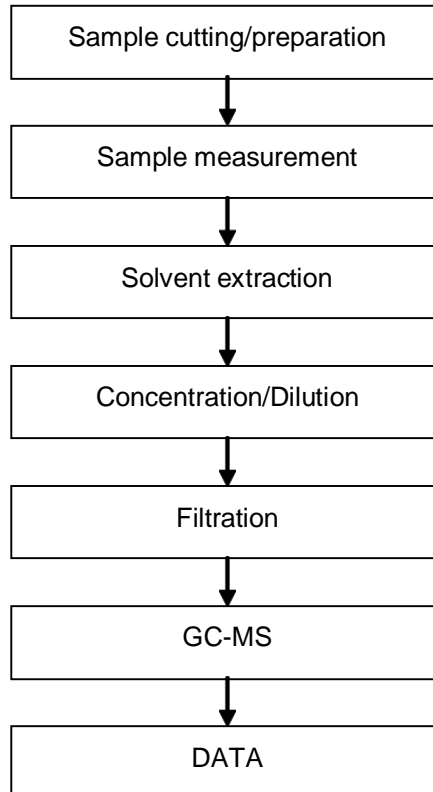 Sample cutting/preparation
Sample measurement
Solvent extraction
Concentration/Dilution
Filtration
GC-MS
DATA